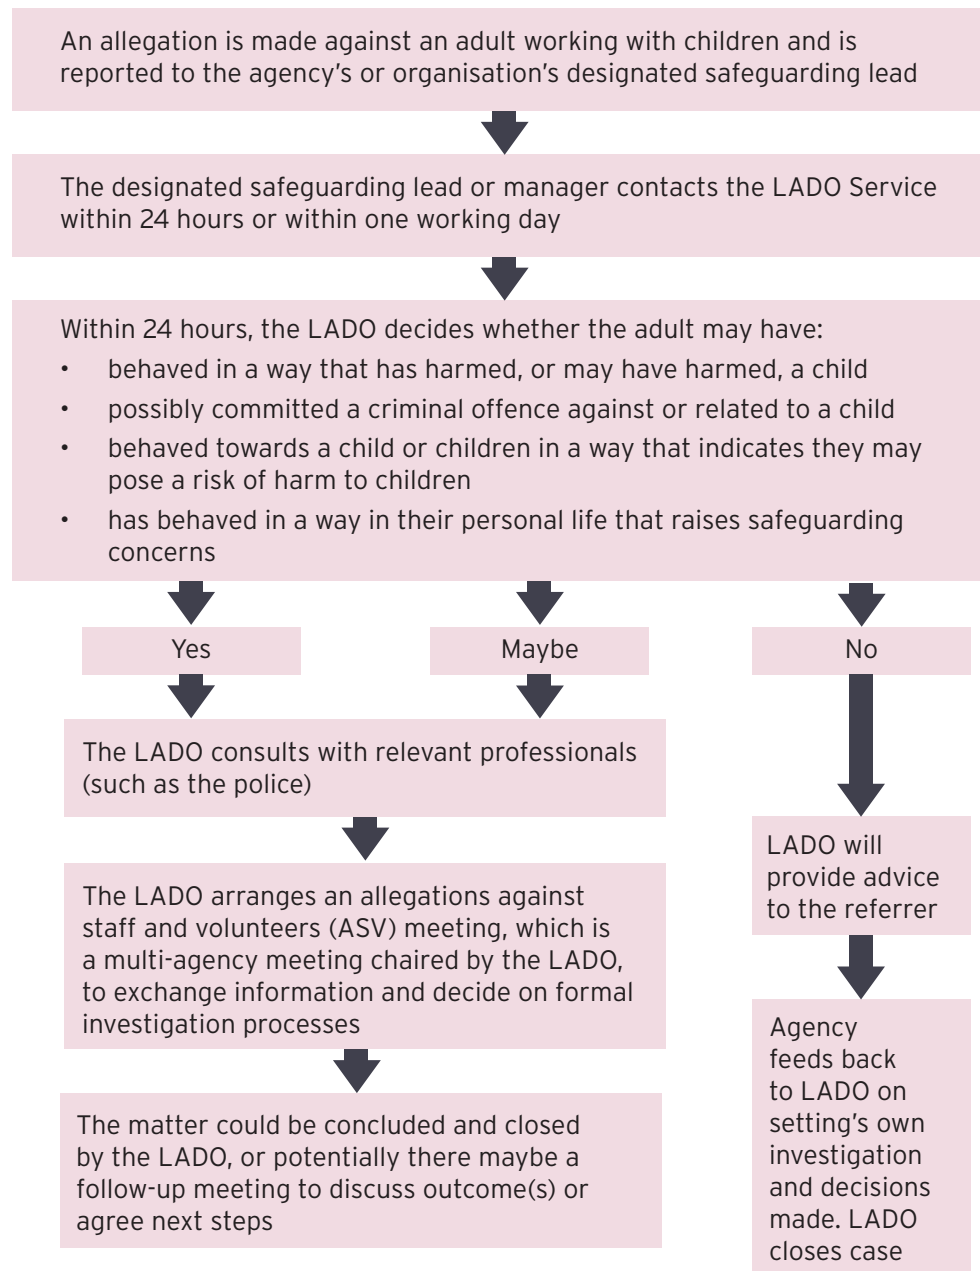 An allegation is made against an adult working with children and is
reported to the agency’s or organisation’s designated safeguarding lead
The designated safeguarding lead or manager contacts the LADO Service
within 24 hours or within one working day
Within 24 hours, the LADO decides whether the adult may have:
• behaved in a way that has harmed, or may have harmed, a child
• possibly committed a criminal offence against or related to a child
• behaved towards a child or children in a way that indicates they may
pose a risk of harm to children
• has behaved in a way in their personal life that raises safeguarding
concerns
Yes
Maybe
No
The LADO consults with relevant professionals
(such as the police)
The LADO arranges an allegations against
staff and volunteers (ASV) meeting, which is
a multi-agency meeting chaired by the LADO,
to exchange information and decide on formal
investigation processes
The matter could be concluded and closed
by the LADO, or potentially there maybe a
follow-up meeting to discuss outcome(s) or
agree next steps
LADO will
provide advice
to the referrer
Agency
feeds back
to LADO on
setting’s own
investigation
and decisions
made. LADO
closes case